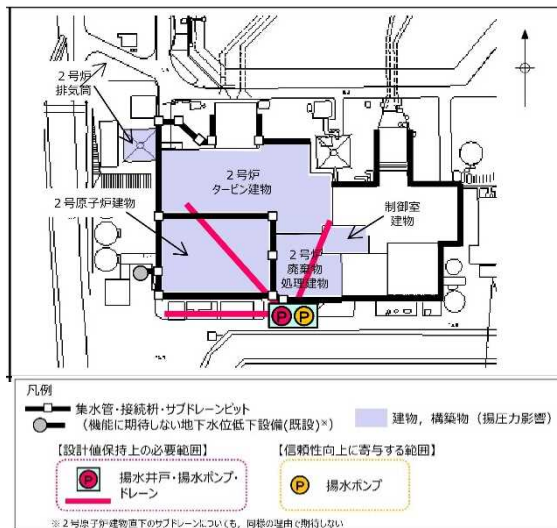 2号炉
排気筒
2号炉
タービン建物
2号原子炉建物
制御室
建物
2号炉
廃棄物
処理建物
P P
凡例
集水管・接続枡・サブドレーンピット
(機能に期待しない地下水位低下設備(既設)※)
建物，構築物（揚圧力影響）
【設計値保持上の必要範囲】
【信頼性向上に寄与する範囲】
P
揚水井戸・揚水ポンプ・
ドレーン
P
揚水ポンプ
※2号原子炉建物直下のサブドレーンについても，同様の理由で期待しない